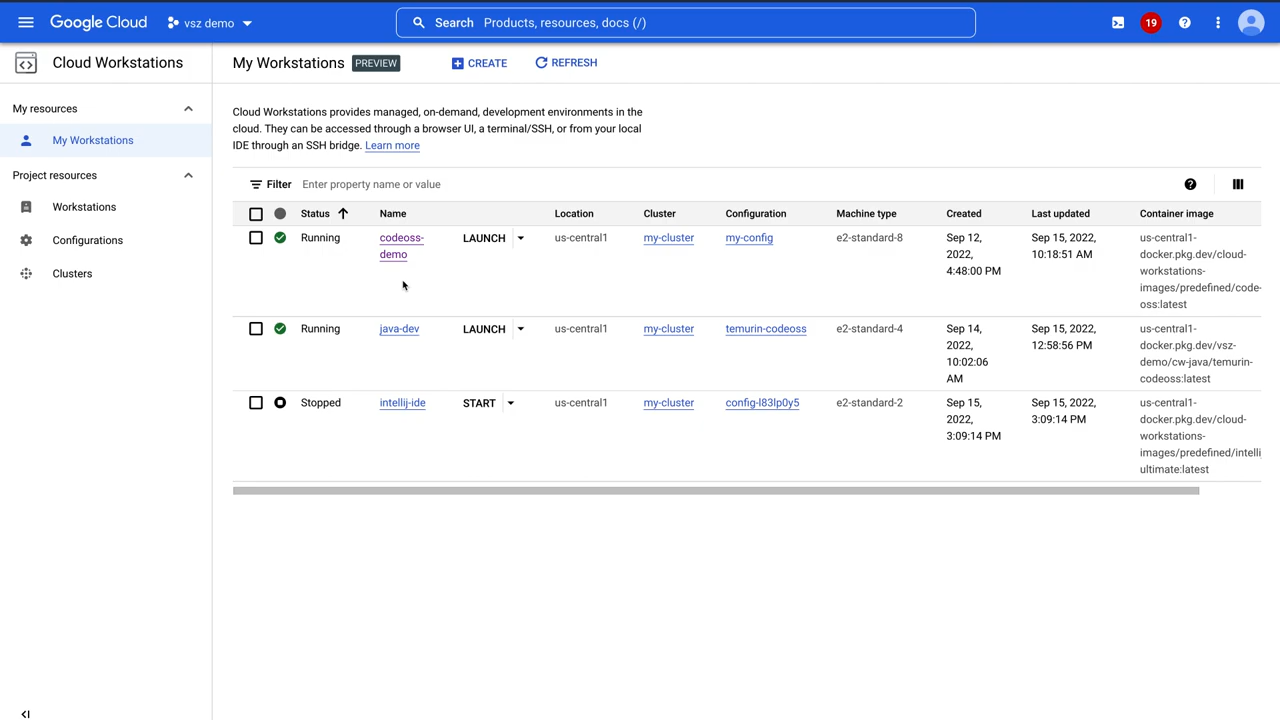 Google Cloud
vsz demo
Search Products, resources, docs (/)
19
Cloud Workstations
My Workstations PREVIEW
CREATE
REFRESH
My resources
My Workstations
Project resources
Workstations
Configurations
Clusters
Cloud Workstations provides managed, on-demand, development environments in the
cloud. They can be accessed through a browser UI, a terminal/SSH, or from your local
IDE through an SSH bridge. Learn more
Filter Enter property name or value
Status Name Location Cluster Configuration Machine type Created Last updated Container image
Running codeoss- LAUNCH us-central1 my-cluster my-config e2-standard-8 Sep 12, Sep 15, 2022, us-central1-
demo 2022, 10:18:51 AM docker.pkg.dev/cloud-
4:48:00 PM workstations-
images/predefined/code-
oss:latest
Running java-dev LAUNCH us-central1 my-cluster temurin-codeoss e2-standard-4 Sep 14, Sep 15, 2022, us-central1-
2022, 12:58:56 PM docker.pkg.dev/vsz-
10:02:06 demo/cw-java/temurin-
AM codeoss:latest
Stopped intellij-ide START us-central1 my-cluster config-l83lp0y5 e2-standard-2 Sep 15, Sep 15, 2022, us-central1-
2022, 3:09:14 PM docker.pkg.dev/cloud-
3:09:14 PM workstations-
images/predefined/intelli
ultimate:latest